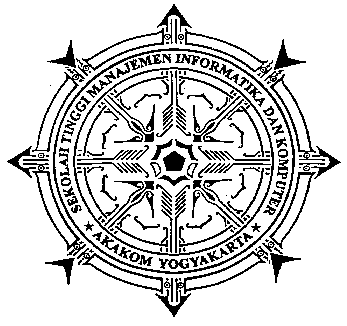 SEKOLAH TINGGI MANAJEMEN INFORMATIKA DAN KOMPUTER
★ AKAKOM YOGYAKARTA ★